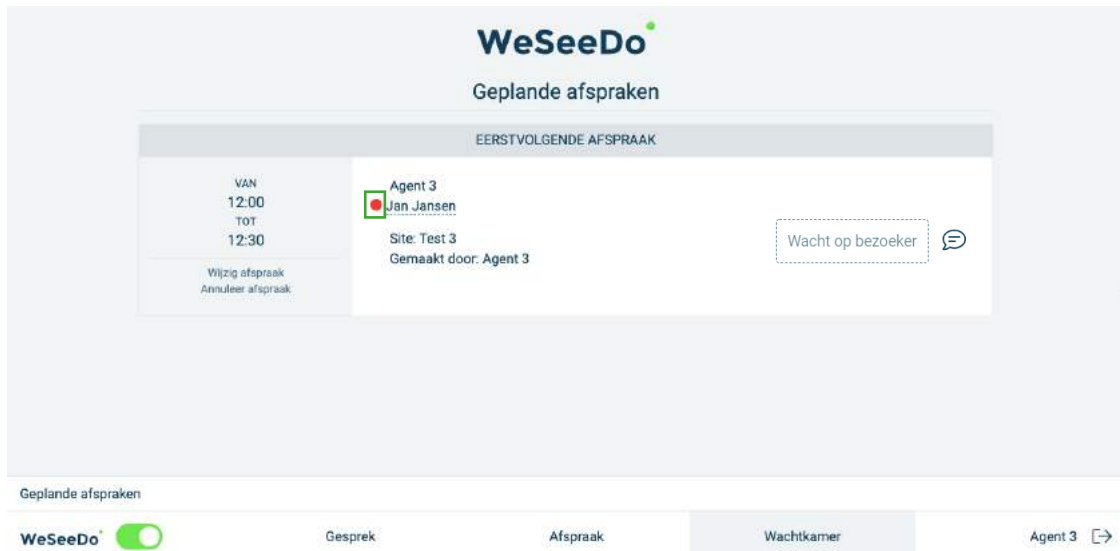 WeSeeDo
Geplande afspraken
EERSTVOLGENDE AFSPRAAK
VAN
12:00
TOT
12:30
Wijzig afspraak
Annuleer afspraak
Agent 3
Jan Jansen
Site: Test 3
Gemaakt door: Agent 3
Wacht op bezoeker
Geplande afspraken
WeSeeDo Gesprek Afspraak Wachtkamer Agent 3